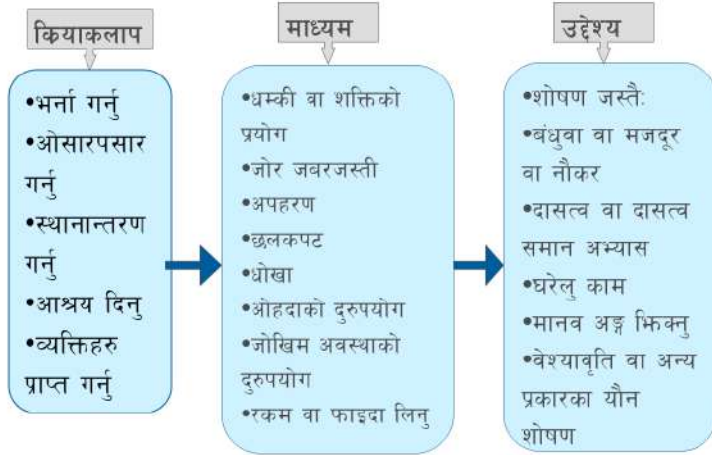 क्रियाकलाप
•भर्ना गर्नु
•ओसारपसार
गर्नु
•स्थानान्तरण
गर्नु
•आश्रय दिनु
•व्यक्तिहरु
प्राप्त गर्नु
माध्यम
•धम्की वा शक्तिको
प्रयोग
•जोर जबरजस्ती
•अपहरण
•छलकपट
•धोखा
•ओहदाको दुरुपयोग
•जोखिम अवस्थाको
दुरुपयोग
•रकम वा फाइदा लिनु
उद्देश्य
•शोषण जस्तैः
•बंधुवा वा मजदूर
वा नौकर
•दासत्व वा दासत्व
समान अभ्यास
•घरेलु काम
•मानव अङ्ग झिक्नु
•वेश्यावृति वा अन्य
प्रकारका यौन
शोषण